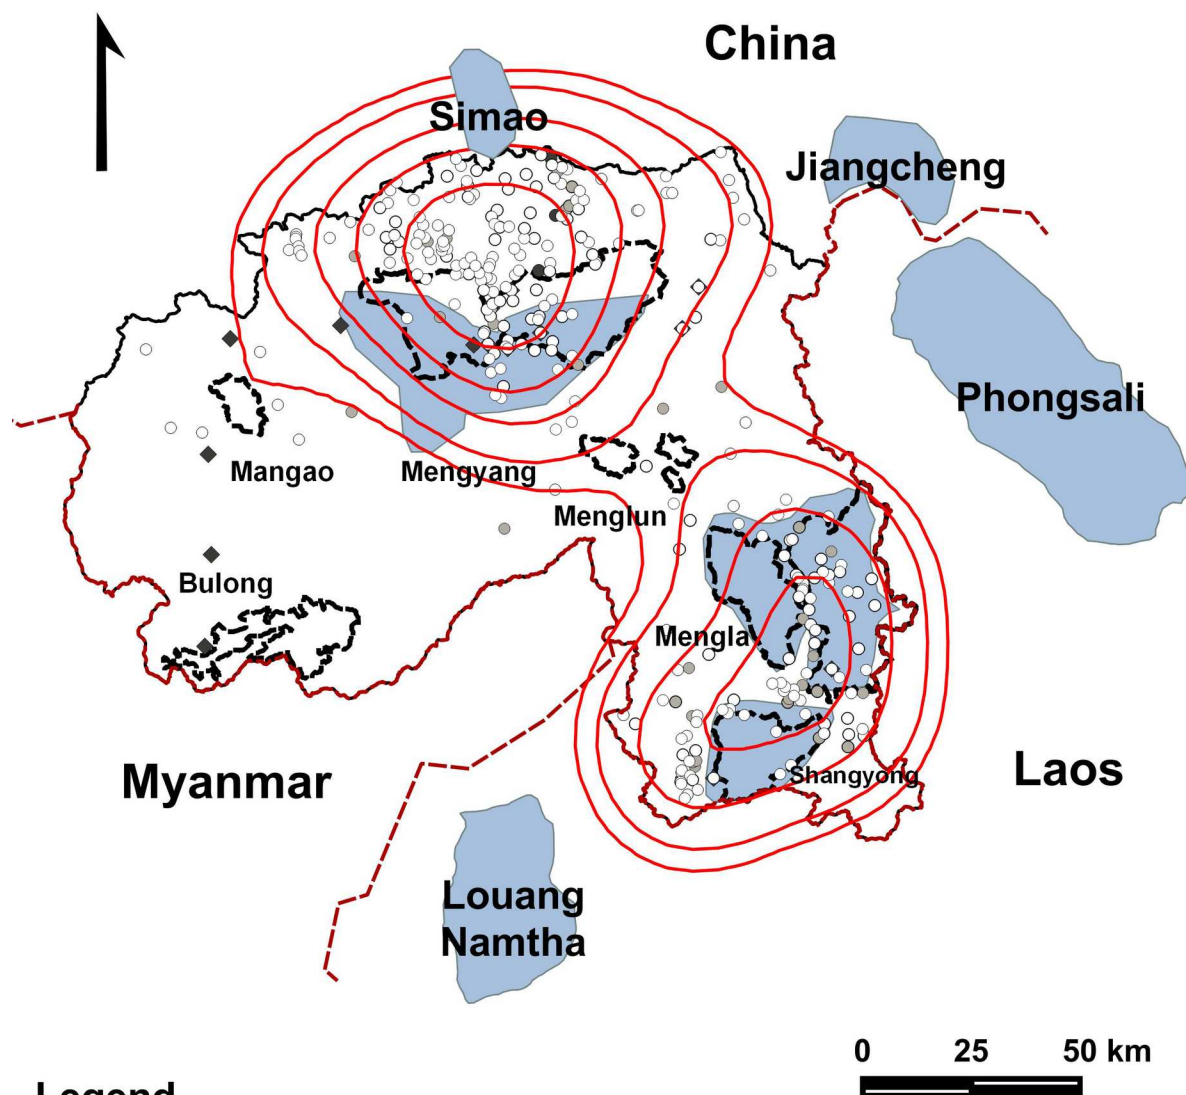 China
Simao
Jiangcheng
Phongsali
Mangao
Mengyang
Menglun
Bulong
Mengla
Myanmar
Shangyong
Laos
Louang
Namtha
0 25 50 km
Legend